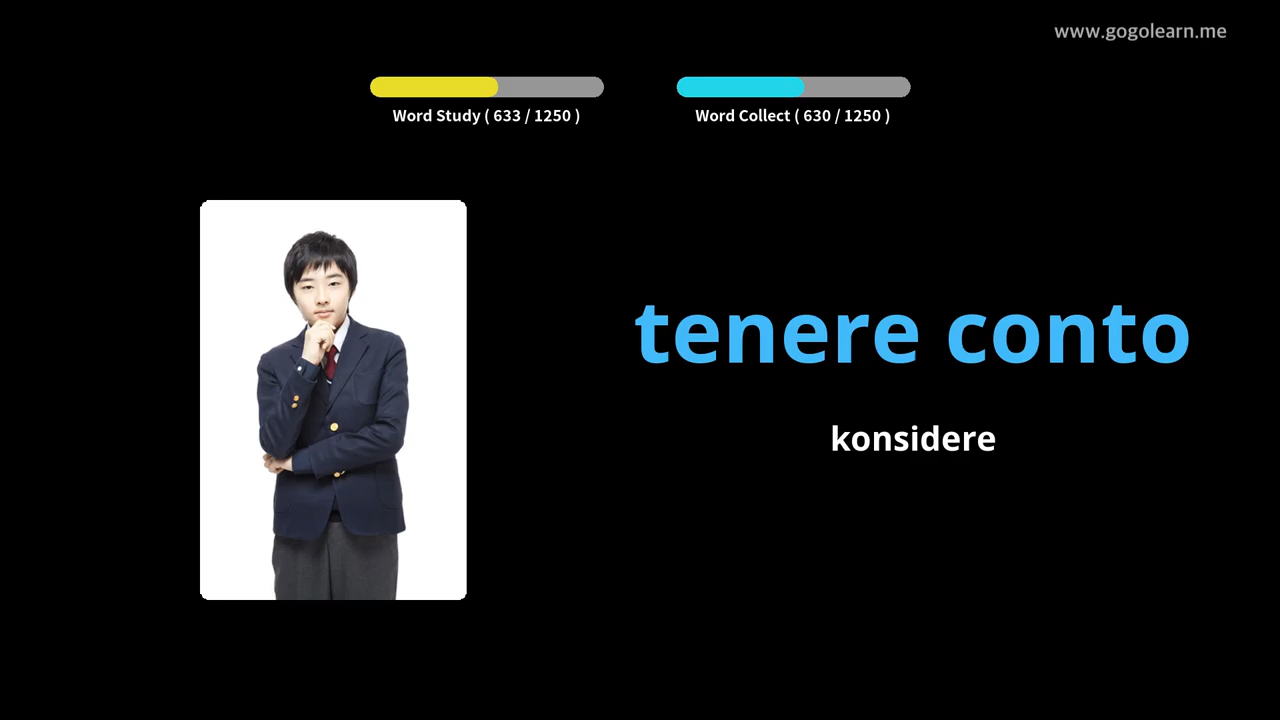 www.gogolearn.me
Word Study ( 633 / 1250 )
Word Collect ( 630 / 1250 )
tenere conto
konsidere